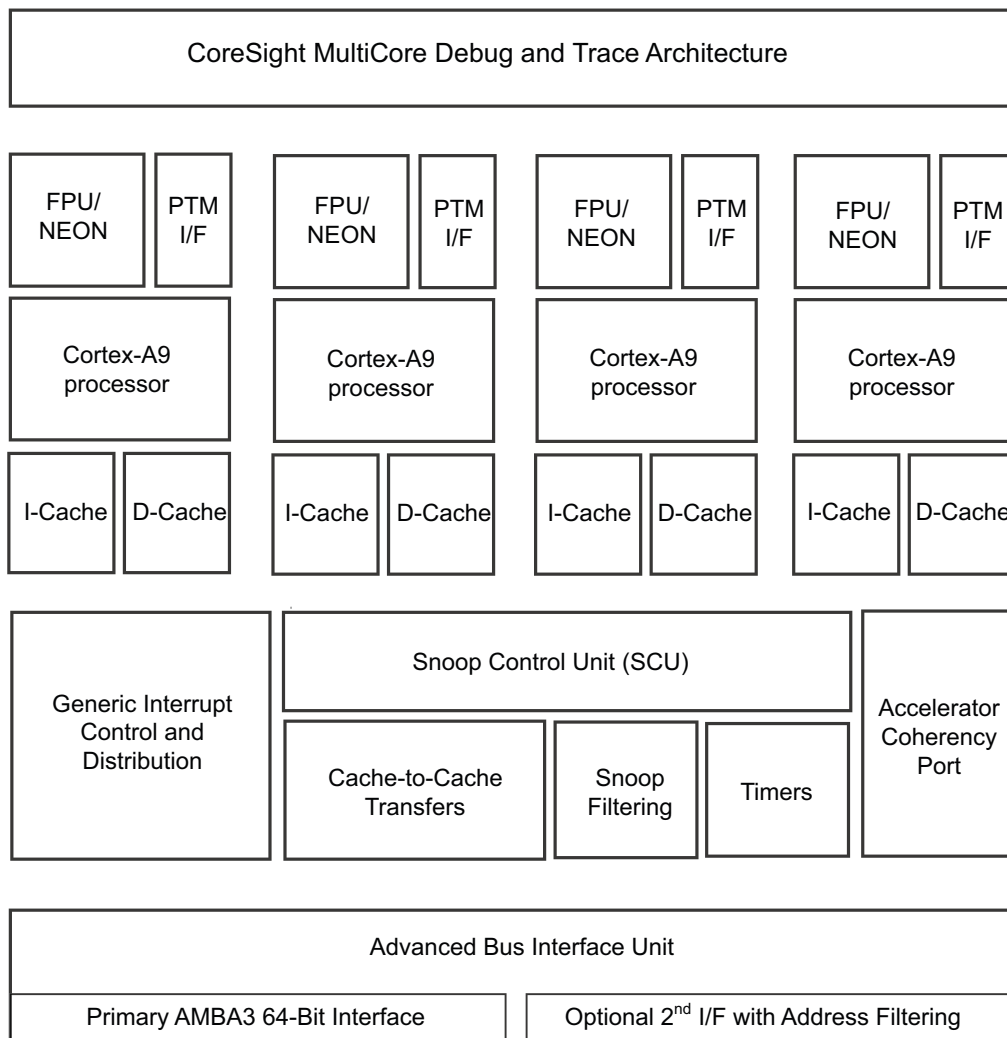 CoreSight MultiCore Debug and Trace Architecture
FPU/
NEON
PTM
I/F
FPU/
NEON
PTM
I/F
FPU/
NEON
PTM
I/F
FPU/
NEON
PTM
I/F
Cortex-A9
processor
Cortex-A9
processor
Cortex-A9
processor
Cortex-A9
processor
I-Cache
D-Cache
I-Cache
D-Cache
I-Cache
D-Cache
I-Cache
D-Cache
Generic Interrupt
Control and
Distribution
Snoop Control Unit (SCU)
Cache-to-Cache
Transfers
Snoop
Filtering
Timers
Accelerator
Coherency
Port
Advanced Bus Interface Unit
Primary AMBA3 64-Bit Interface
Optional 2nd I/F with Address Filtering